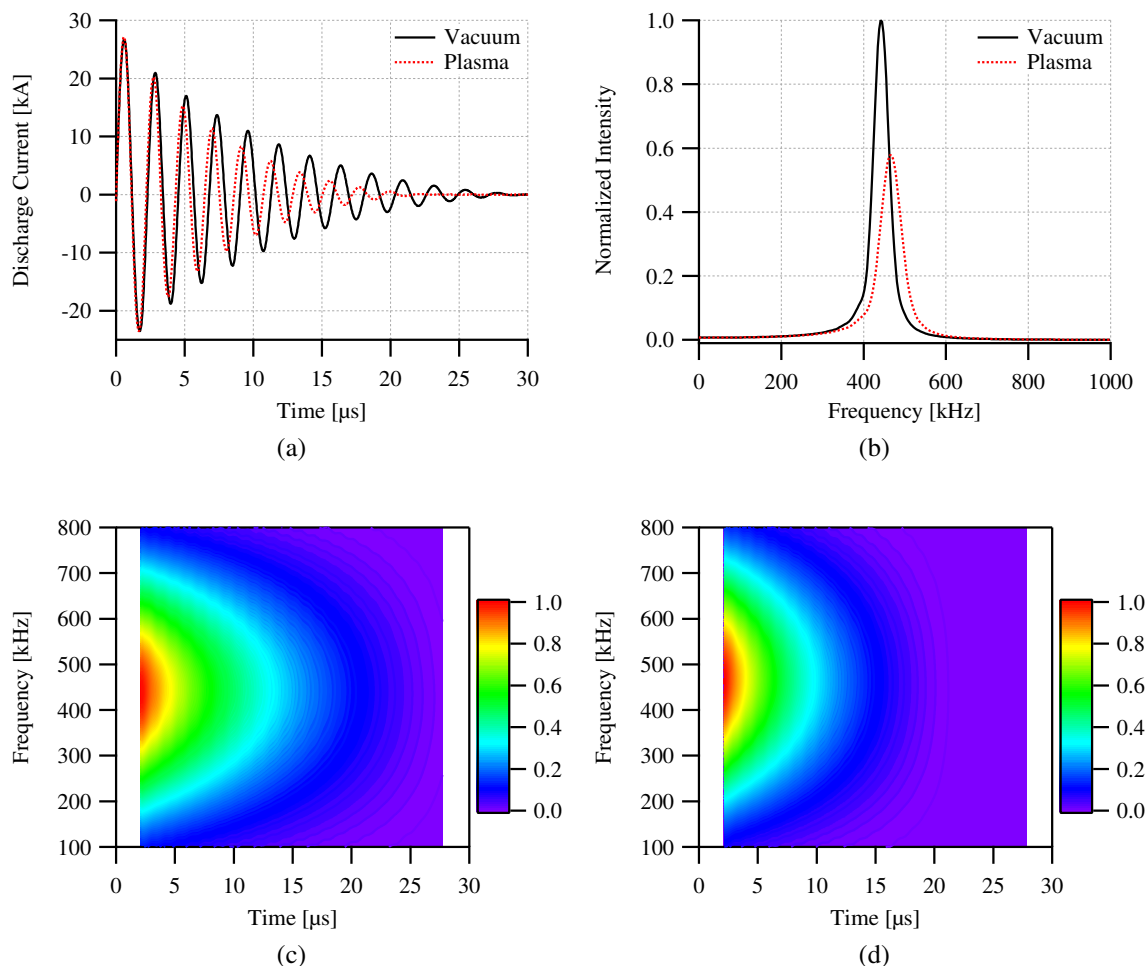 30
20
10
0
-10
-20
Discharge Current [kA]
Vacuum
Plasma
0 5 10 15 20 25 30
Time [µs]
(a)
1.0
0.8
0.6
0.4
0.2
0.0
Normalized Intensity
Vacuum
Plasma
0 200 400 600 800 1000
Frequency [kHz]
(b)
800
700
600
500
400
300
200
100
Frequency [kHz]
0 5 10 15 20 25 30
Time [µs]
1.0
0.8
0.6
0.4
0.2
0.0
(c)
800
700
600
500
400
300
200
100
Frequency [kHz]
0 5 10 15 20 25 30
Time [µs]
1.0
0.8
0.6
0.4
0.2
0.0
(d)